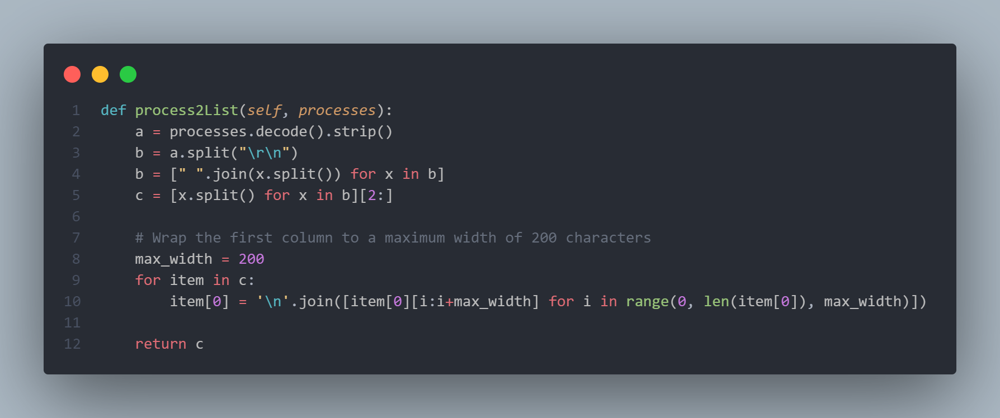 1 def process2List(self, processes):
2     a = processes.decode().strip()
3     b = a.split("\r\n")
4     b = [" ".join(x.split()) for x in b]
5     c = [x.split() for x in b][2:]
6
7     # Wrap the first column to a maximum width of 200 characters
8     max_width = 200
9     for item in c:
10         item[0] = '\n'.join([item[0][i:i+max_width] for i in range(0, len(item[0]), max_width)])
11
12     return c